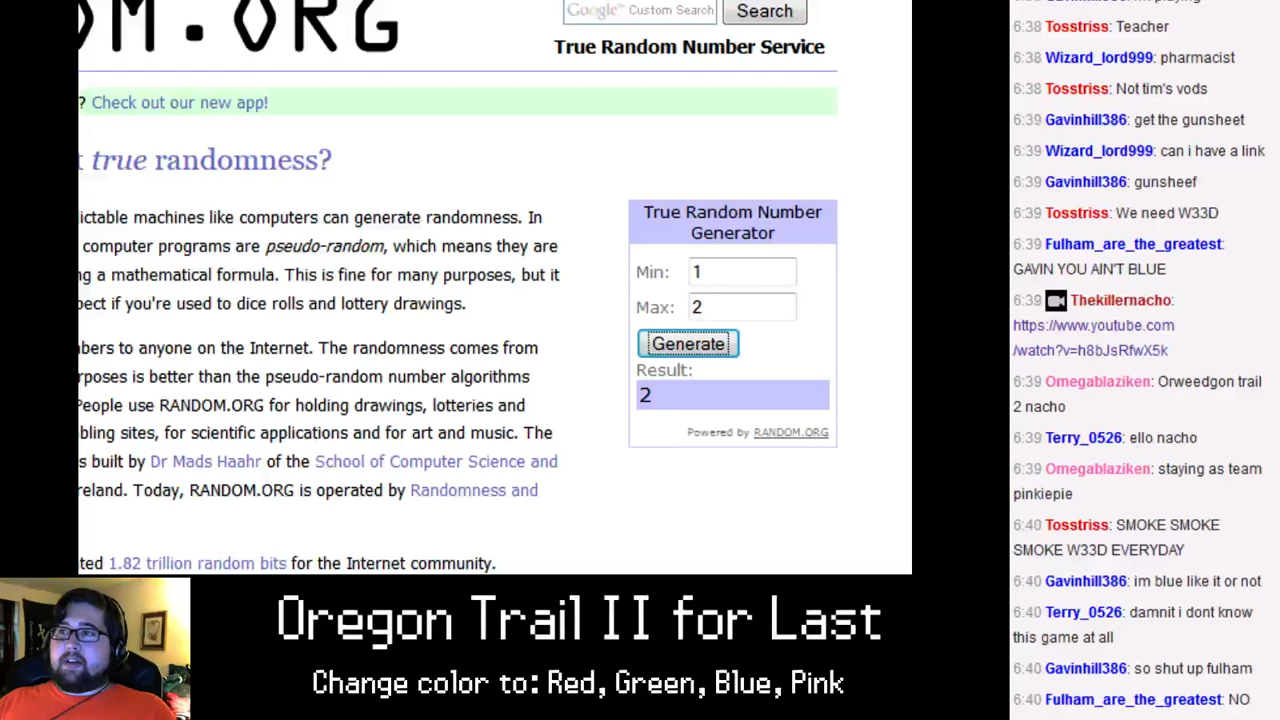 OM.ORG
Google™ Custom Search
Search
True Random Number Service
? Check out our new app!
t true randomness?
ictable machines like computers can generate randomness. In
computer programs are pseudo-random, which means they are
ng a mathematical formula. This is fine for many purposes, but it
pect if you're used to dice rolls and lottery drawings.
nbers to anyone on the Internet. The randomness comes from
rposes is better than the pseudo-random number algorithms
People use RANDOM.ORG for holding drawings, lotteries and
bling sites, for scientific applications and for art and music. The
s built by Dr Mads Haahr of the School of Computer Science and
reland. Today, RANDOM.ORG is operated by Randomness and
ted 1.82 trillion random bits for the Internet community.
True Random Number
Generator
Min: 1
Max: 2
Generate
Result:
2
Powered by RANDOM.ORG
Oregon Trail II for Last
Change color to: Red, Green, Blue, Pink
6:38 Tosstriss: Teacher
6:38 Wizard_lord999: pharmacist
6:38 Tosstriss: Not tim's vods
6:39 Gavinhill386: get the gunsheet
6:39 Wizard_lord999: can i have a link
6:39 Gavinhill386: gunsheef
6:39 Tosstriss: We need W33D
6:39 Fulham_are_the_greatest:
GAVIN YOU AIN'T BLUE
6:39 Thekillernacho:
https://www.youtube.com
/watch?v=h8bJsRfwX5k
6:39 Omegablaziken: Orweedgon trail
2 nacho
6:39 Terry_0526: ello nacho
6:39 Omegablaziken: staying as team
pinkiepie
6:40 Tosstriss: SMOKE SMOKE
SMOKE W33D EVERYDAY
6:40 Gavinhill386: im blue like it or not
6:40 Terry_0526: damnit i dont know
this game at all
6:40 Gavinhill386: so shut up fulham
6:40 Fulham_are_the_greatest: NO